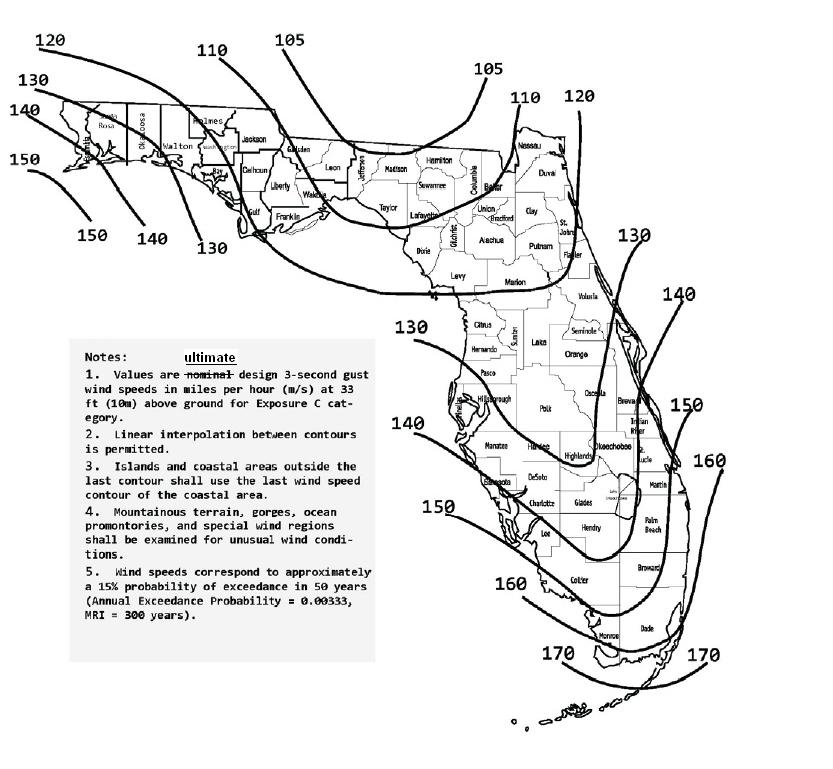 120
110
105
105
130
110
120
140
150
150
140
130
Santa
Rosa
Okaloosa
Walton
Holmes
Washington
Bay
Jackson
Calhoun
Gulf
Liberty
Gadsden
Leon
Wakulla
Franklin
Jefferson
Madison
Taylor
Hamilton
Suwannee
Lafayette
Columbia
Baker
Nassau
Duval
Union
Bradford
Clay
St.
Johns
Gilchrist
Alachua
Putnam
Dixie
Flagler
Levy
Marion
Volusia
130
140
Citrus
Sumter
Lake
Seminole
Hernando
Orange
130
Pasco
Hillsborough
Polk
Osceola
Brevard
Indian
River
150
140
Manatee
Hardee
Highlands
Okeechobee
St.
Lucie
160
Sarasota
DeSoto
Martin
Charlotte
Glades
150
Lee
Hendry
Palm
Beach
Collier
Broward
160
Monroe
Dade
170
170
Notes: ultimate
1. Values are nominal design 3-second gust
wind speeds in miles per hour (m/s) at 33
ft (10m) above ground for Exposure C cat-
egory.
2. Linear interpolation between contours
is permitted.
3. Islands and coastal areas outside the
last contour shall use the last wind speed
contour of the coastal area.
4. Mountainous terrain, gorges, ocean
promontories, and special wind regions
shall be examined for unusual wind condi-
tions.
5. Wind speeds correspond to approximately
a 15% probability of exceedance in 50 years
(Annual Exceedance Probability = 0.00333,
MRI = 300 years).